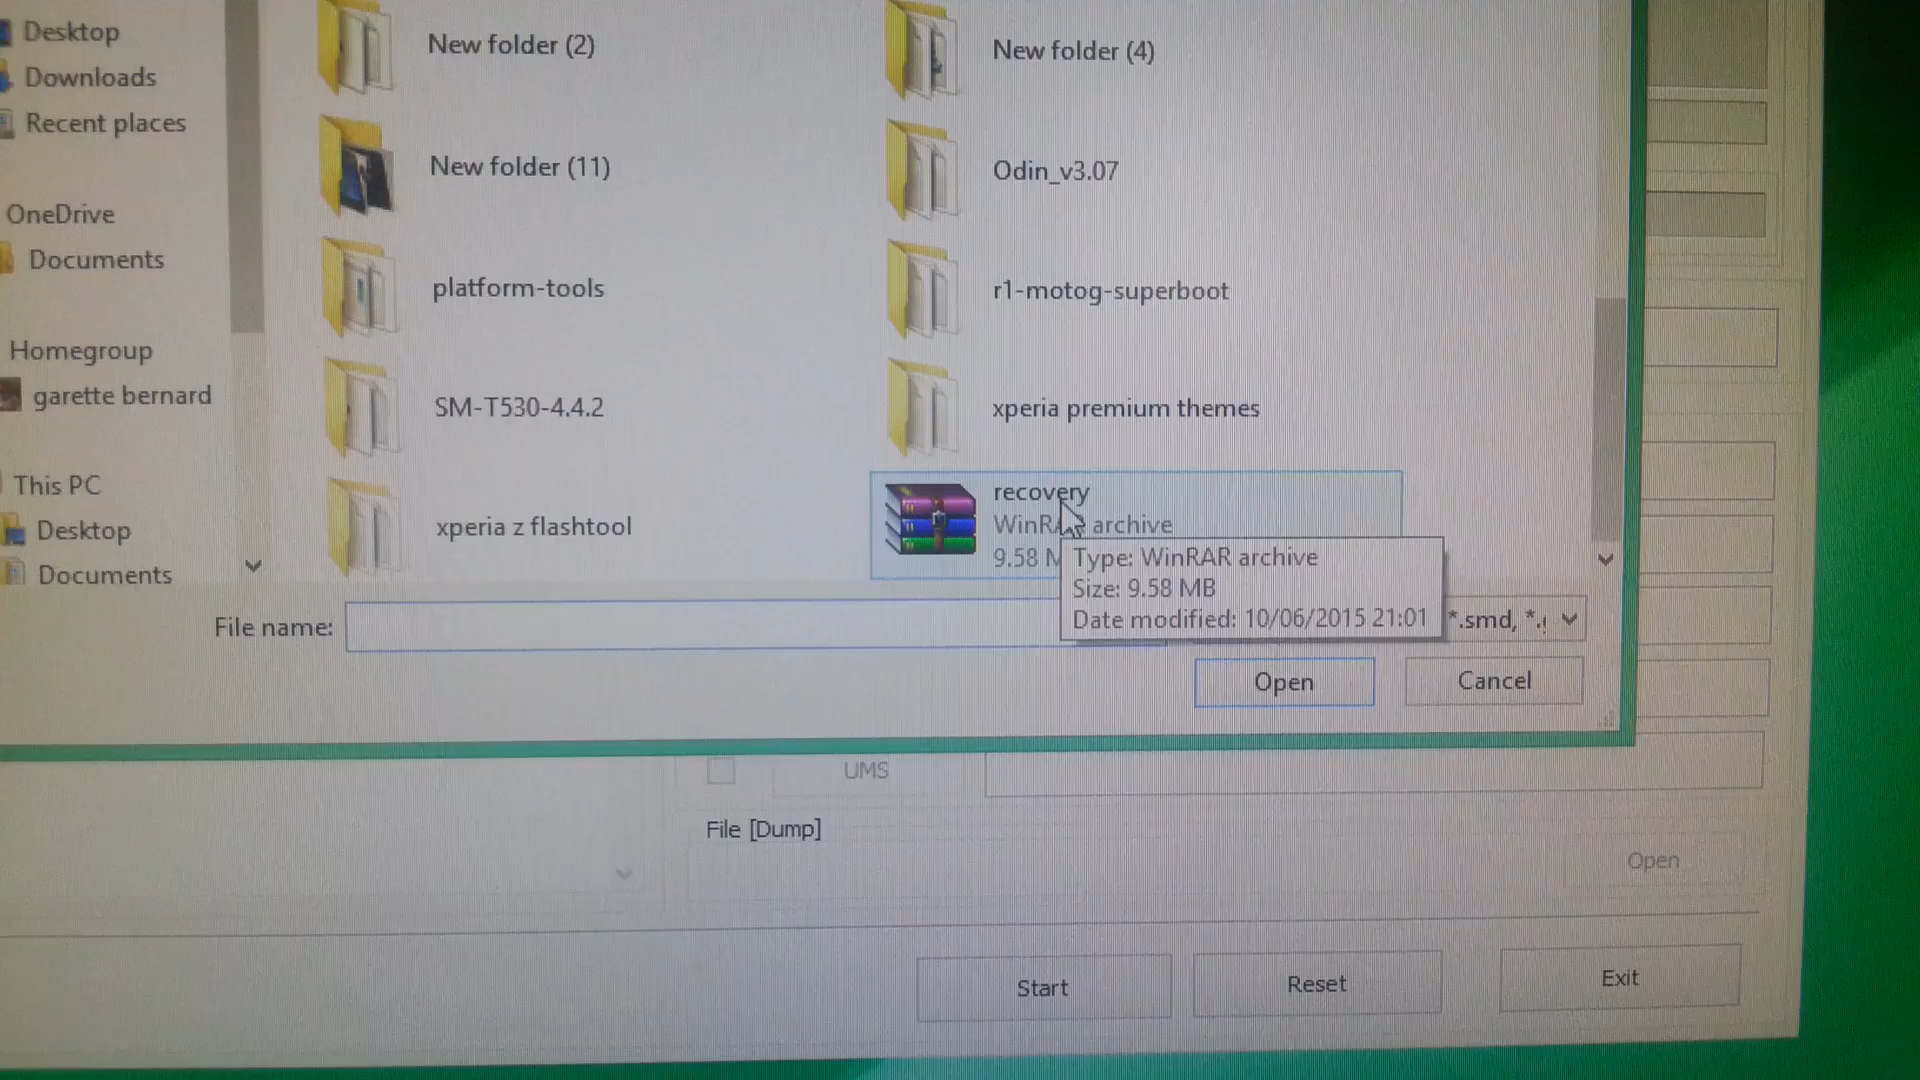 Desktop
Downloads
Recent places
OneDrive
Documents
Homegroup
garette bernard
This PC
Desktop
Documents
New folder (2)
New folder (4)
New folder (11)
Odin_v3.07
platform-tools
r1-motog-superboot
SM-T530-4.4.2
xperia premium themes
xperia z flashtool
recovery
WinRA archive
9.58 M
Type: WinRAR archive
Size: 9.58 MB
Date modified: 10/06/2015 21:01
File name:
*.smd, *.
Open
Cancel
UMS
File [Dump]
Open
Start
Reset
Exit